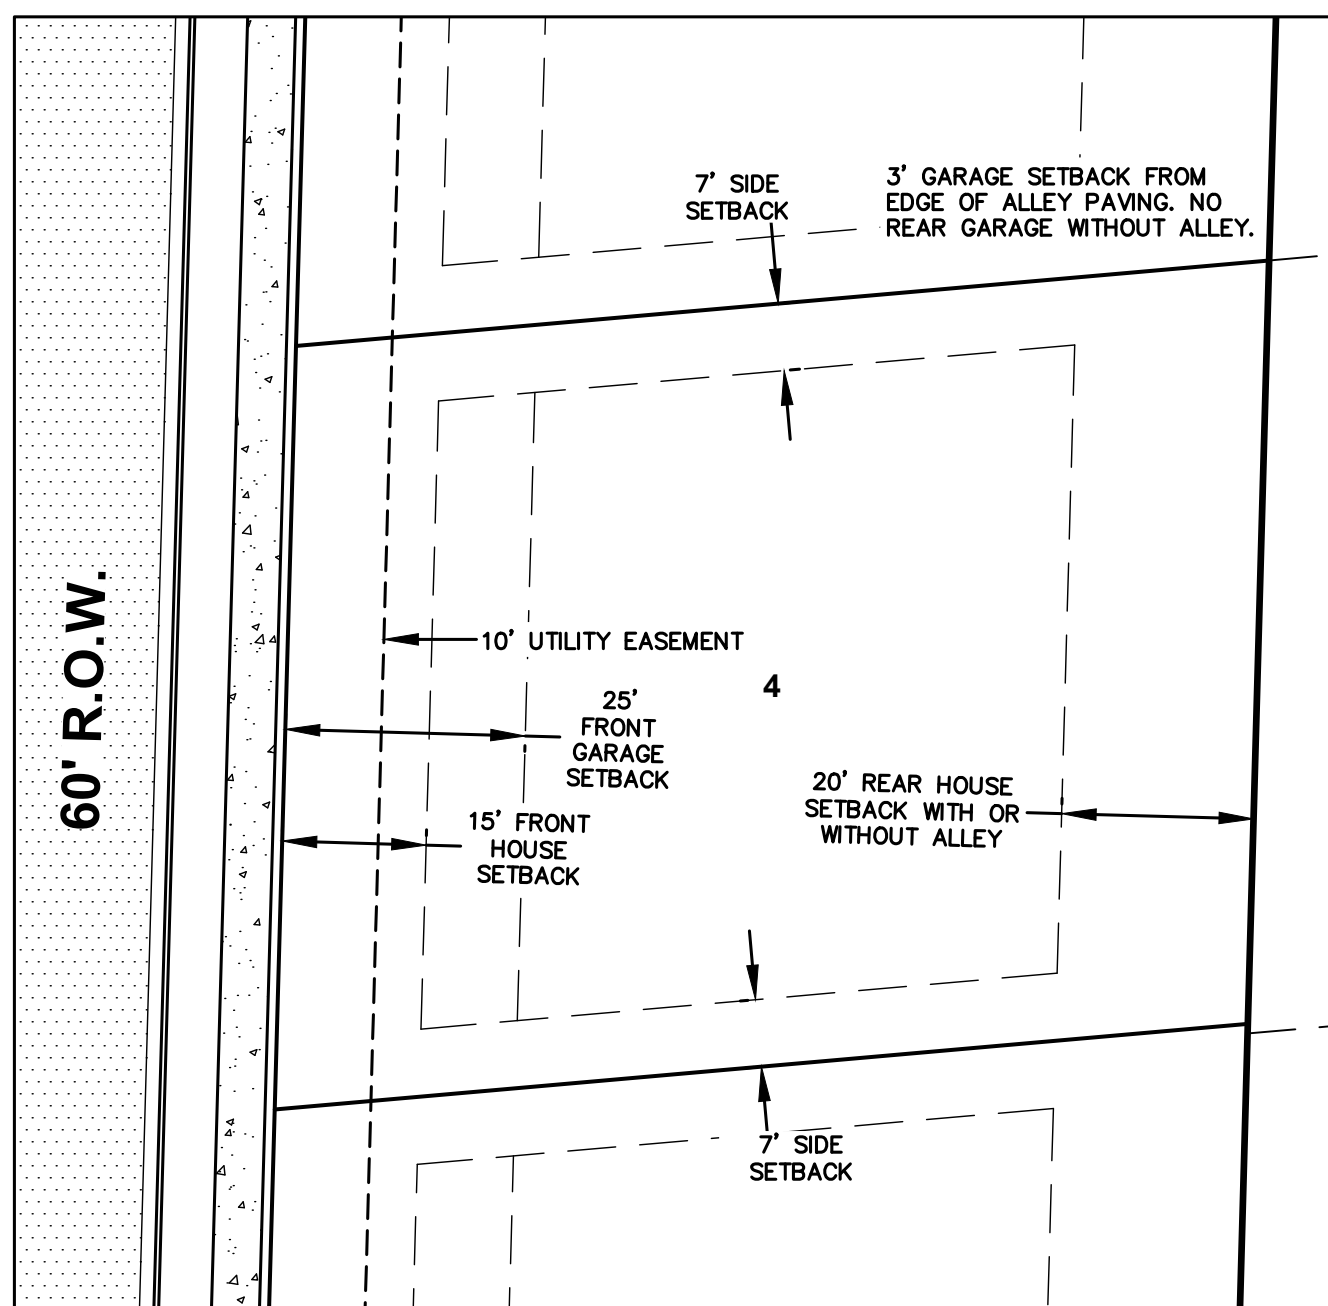 7' SIDE
SETBACK
3' GARAGE SETBACK FROM
EDGE OF ALLEY PAVING. NO
REAR GARAGE WITHOUT ALLEY.
60' R.O.W.
10' UTILITY EASEMENT
4
25'
FRONT
GARAGE
SETBACK
15' FRONT
HOUSE
SETBACK
20' REAR HOUSE
SETBACK WITH OR
WITHOUT ALLEY
7' SIDE
SETBACK